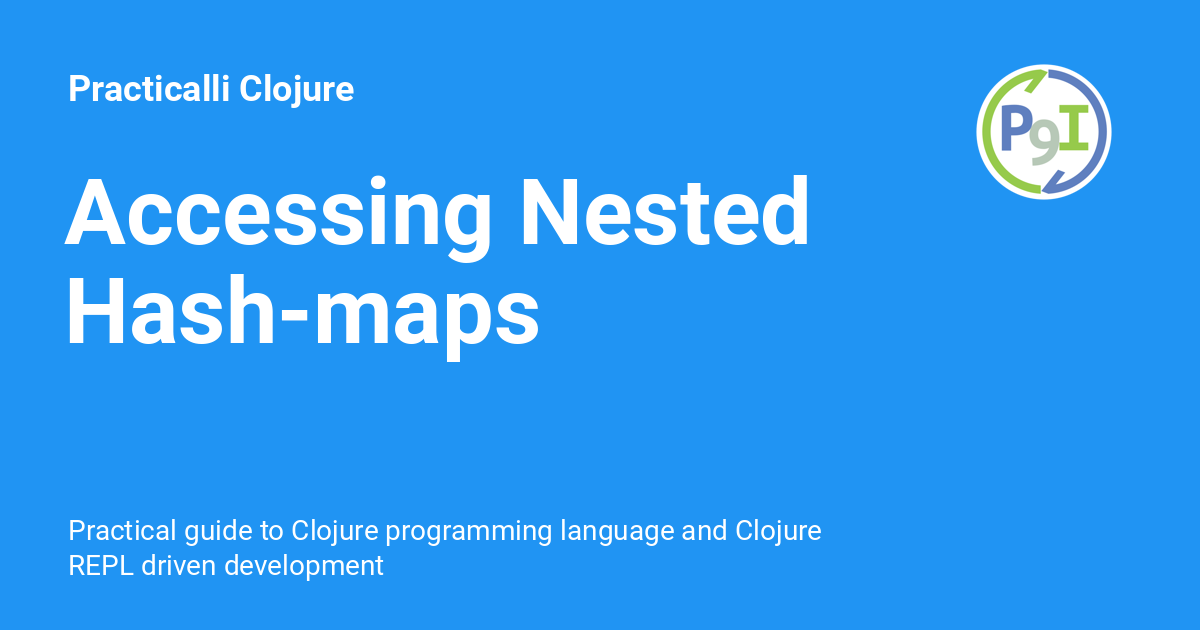 Practicalli Clojure
P9I
Accessing Nested
Hash-maps
Practical guide to Clojure programming language and Clojure
REPL driven development